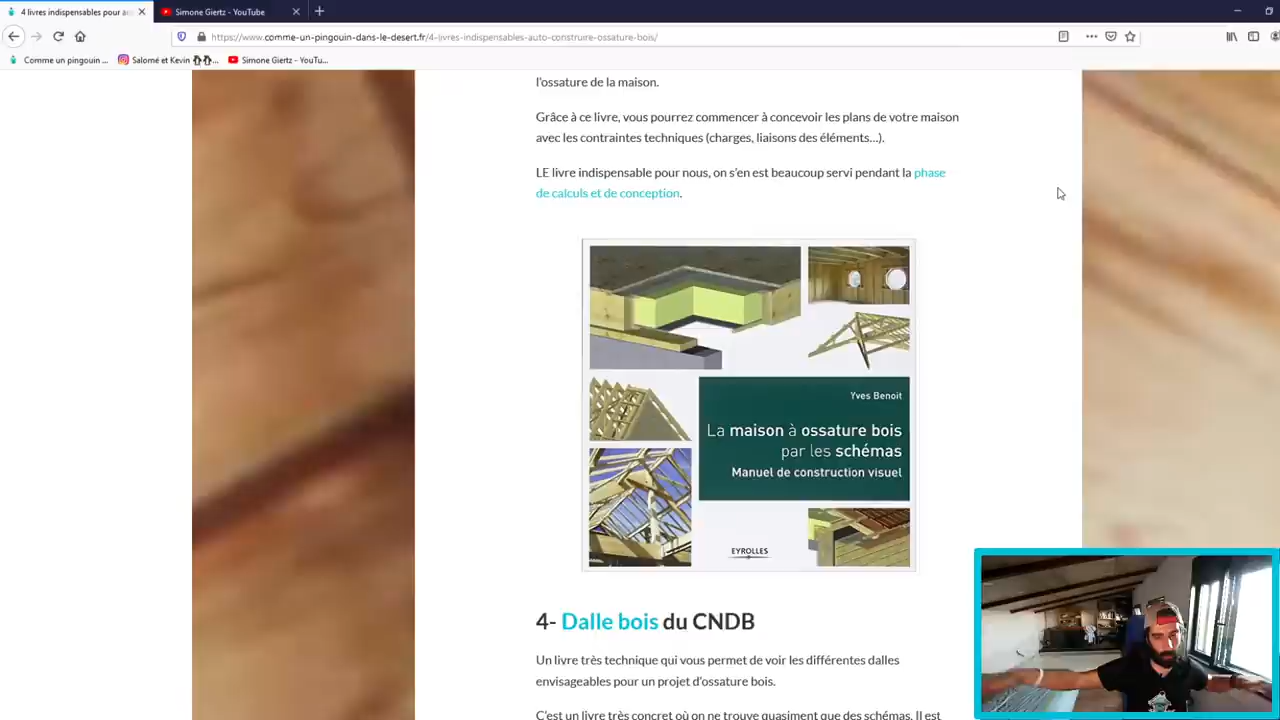 4 livres indispensables pour au
Simone Giertz - YouTube
https://www.comme-un-pingouin-dans-le-desert.fr/4-livres-indispensables-auto-construire-ossature-bois/
Comme un pingouin ...
Salomé et Kevin
...
Simone Giertz - YouTu...
l'ossature de la maison.
Grâce à ce livre, vous pourrez commencer à concevoir les plans de votre maison
avec les contraintes techniques (charges, liaisons des éléments...).
LE livre indispensable pour nous, on s'en est beaucoup servi pendant la phase
de calculs et de conception.
Yves Benoit
La maison à ossature bois
par les schémas
Manuel de construction visuel
EYROLLES
4- Dalle bois du CNDB
Un livre très technique qui vous permet de voir les différentes dalles
envisageables pour un projet d'ossature bois.
C'est un livre très concret où on ne trouve quasiment que des schémas. Il est